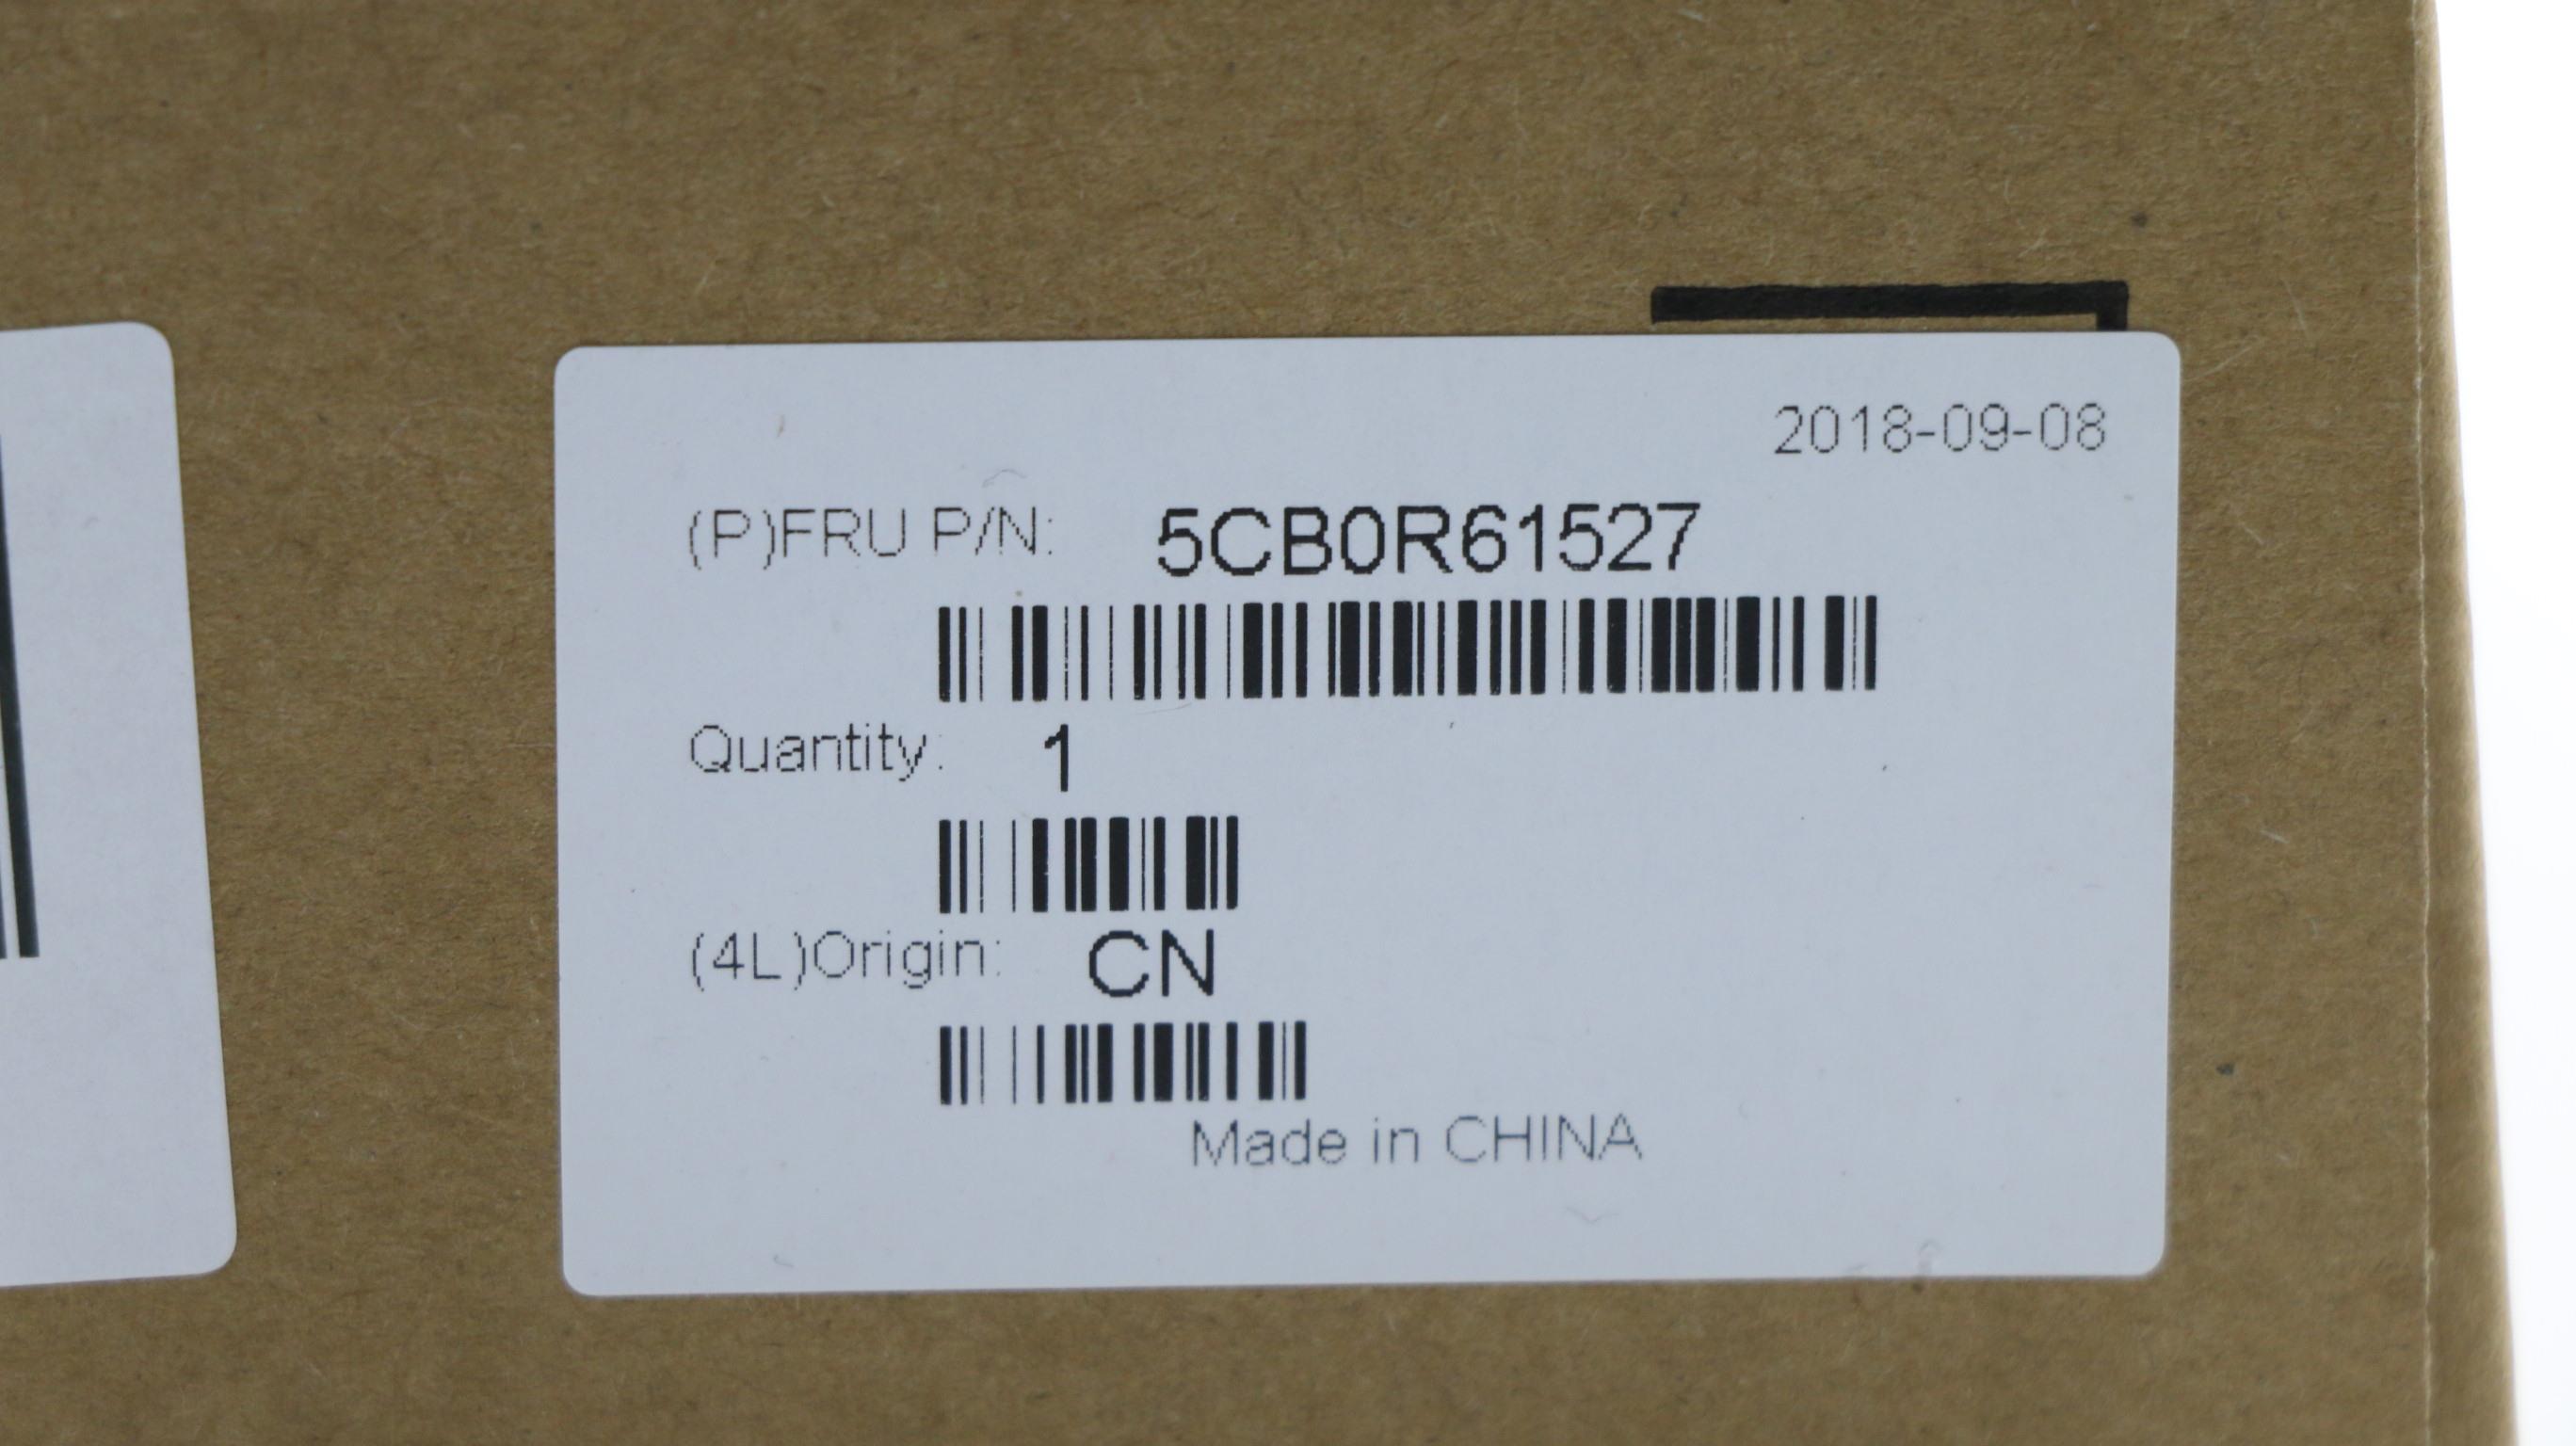 2018-09-08
(P)FRU P/N: 5CB0R61527
Quantity: 1
(4L)Origin: CN
Made in CHINA